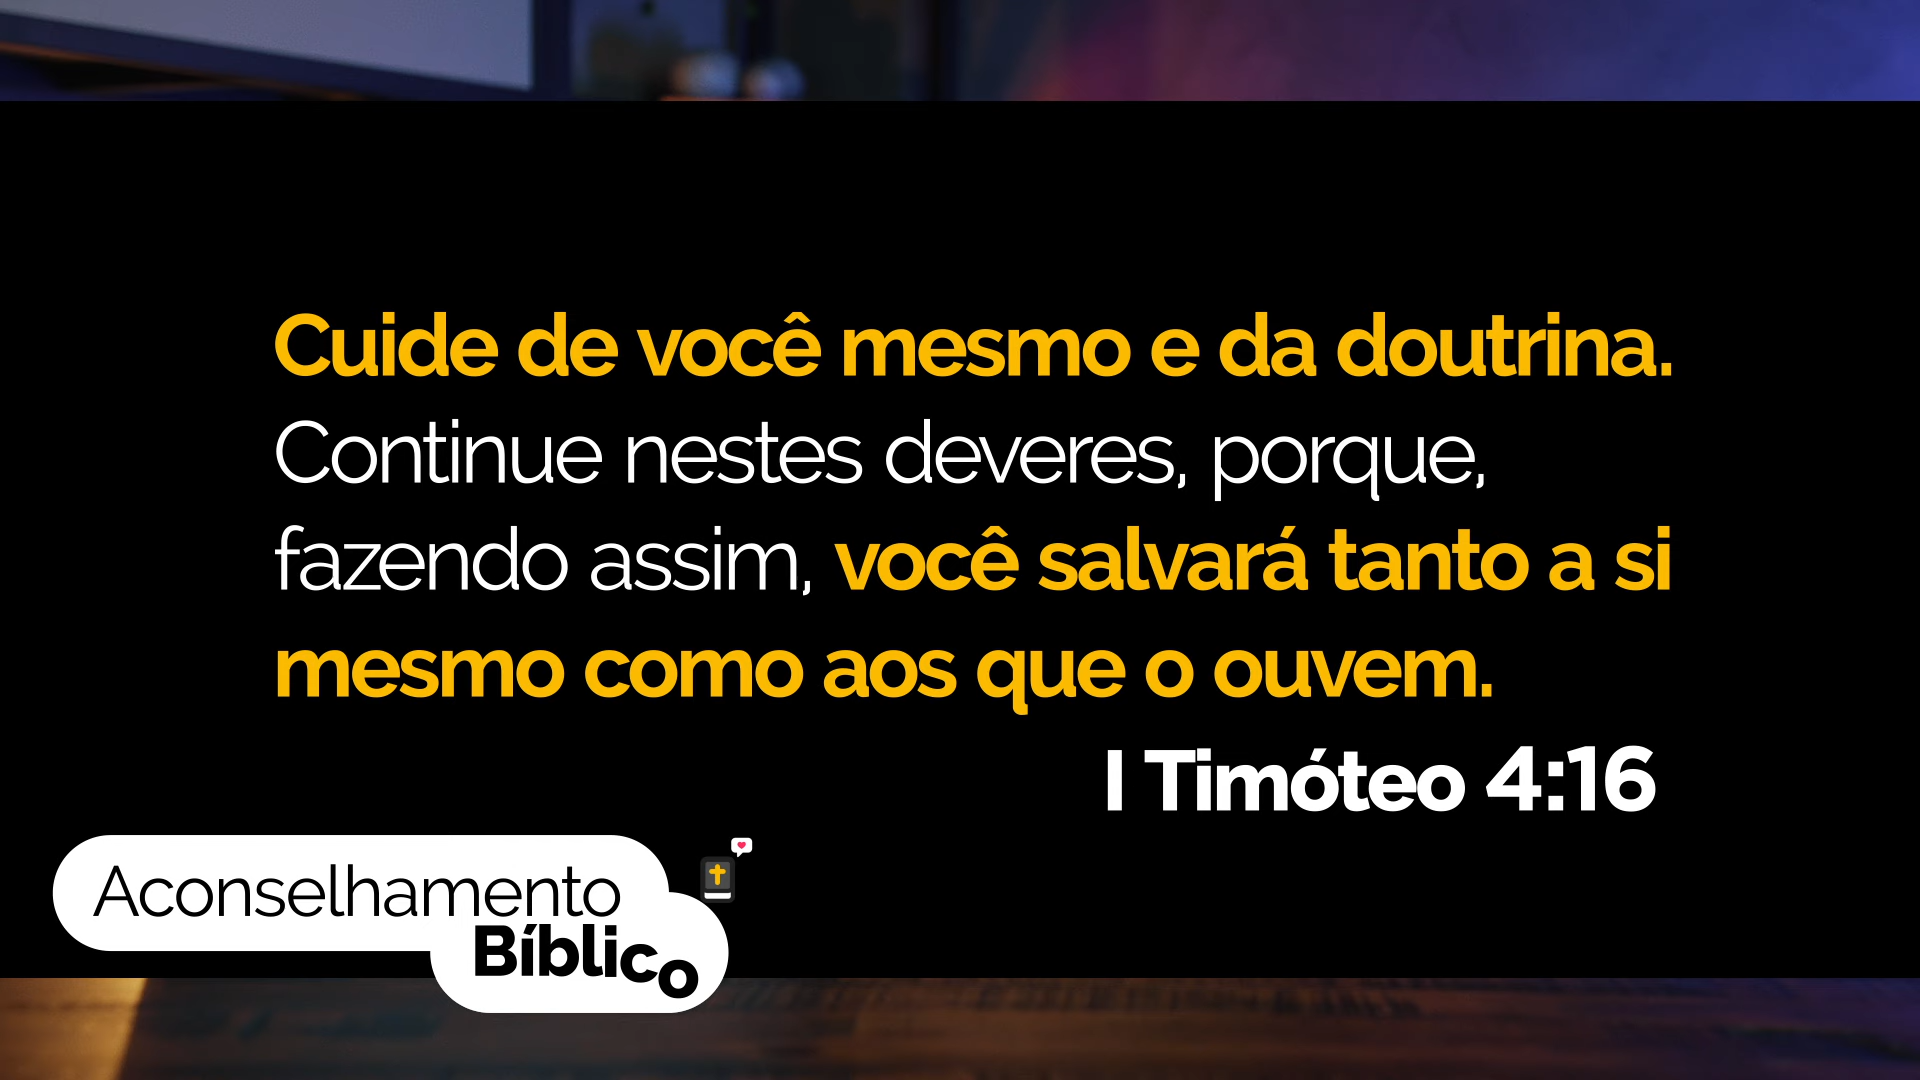 Cuide de você mesmo e da doutrina.
Continue nestes deveres, porque,
fazendo assim, você salvará tanto a si
mesmo como aos que o ouvem.
I Timóteo 4:16
Aconselhamento
Bíblico